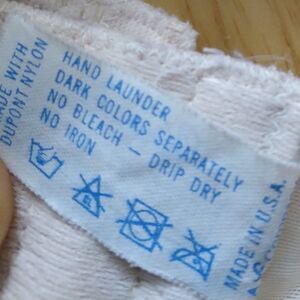 MADE WITH
DUPONT NYLON
HAND LAUNDER
DARK COLORS SEPARATELY
NO BLEACH — DRIP DRY
NO IRON
MADE IN U.S.A.